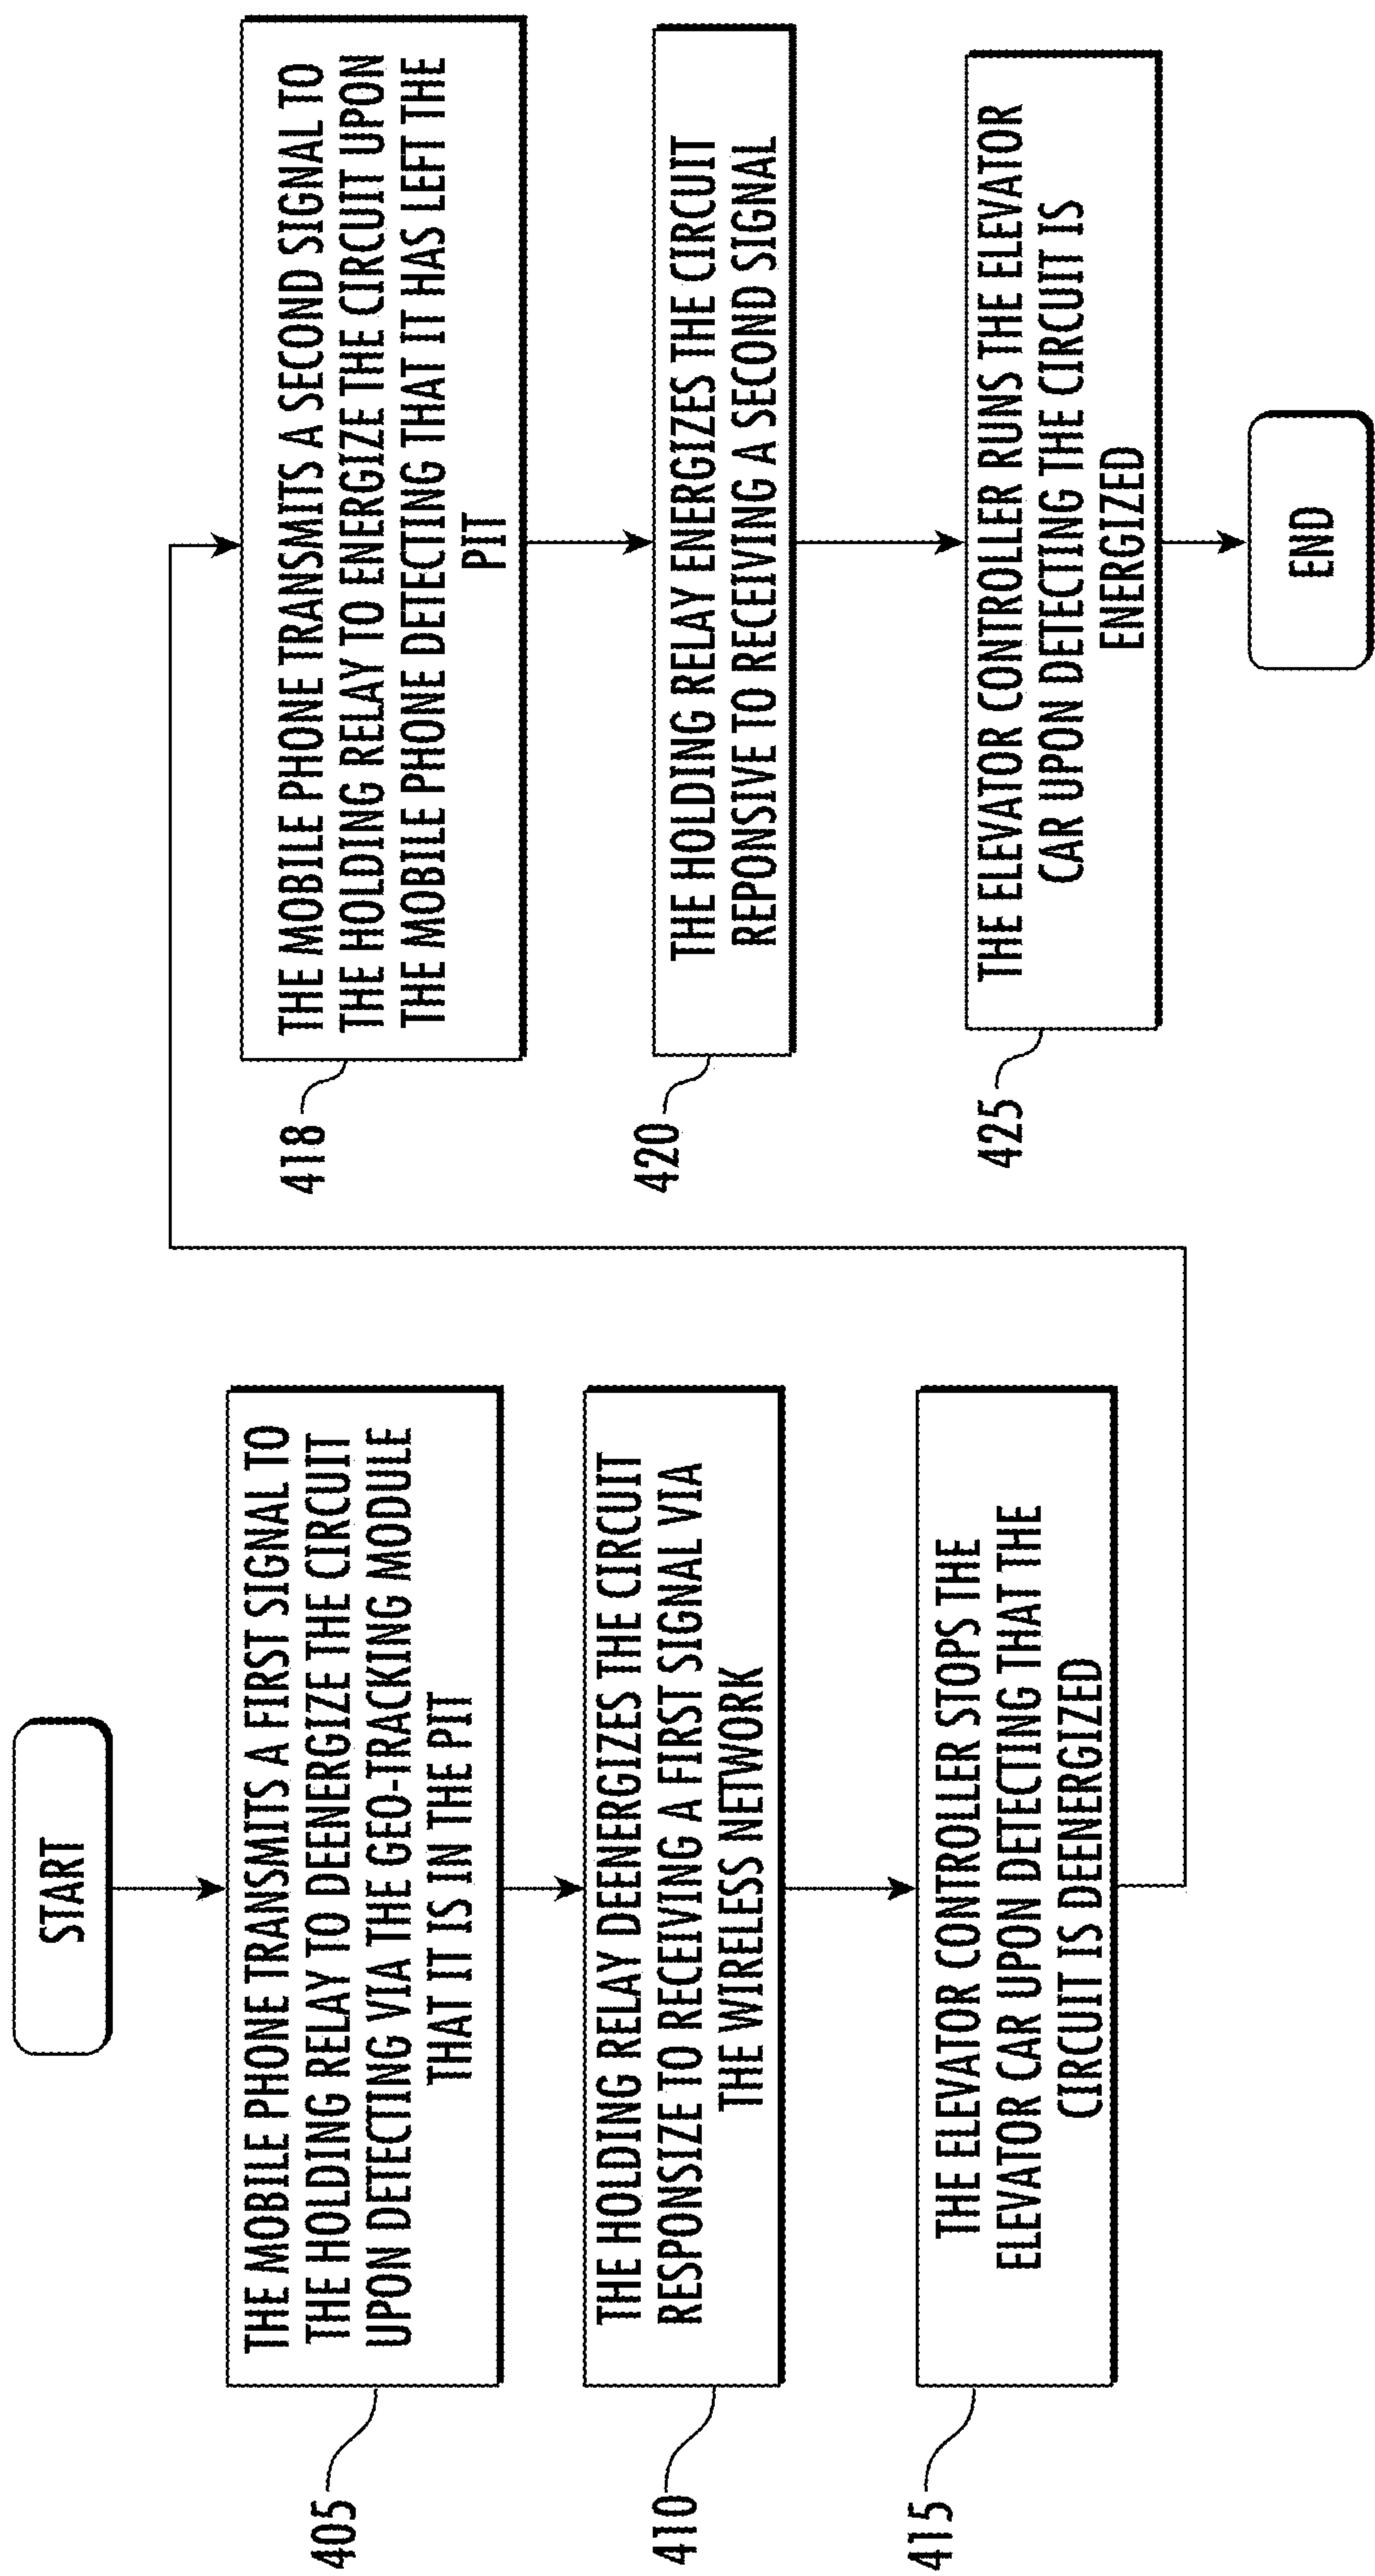 START
THE MOBILE PHONE TRANSMITS A FIRST SIGNAL TO
THE HOLDING RELAY TO DEENERGIZE THE CIRCUIT
UPON DETECTING VIA THE GEO-TRACKING MODULE
THAT IT IS IN THE PIT
405
THE HOLDING RELAY DEENERGIZES THE CIRCUIT
RESPONSIZE TO RECEIVING A FIRST SIGNAL VIA
THE WIRELESS NETWORK
410
THE ELEVATOR CONTROLLER STOPS THE
ELEVATOR CAR UPON DETECTING THAT THE
CIRCUIT IS DEENERGIZED
415
THE MOBILE PHONE TRANSMITS A SECOND SIGNAL TO
THE HOLDING RELAY TO ENERGIZE THE CIRCUIT UPON
THE MOBILE PHONE DETECTING THAT IT HAS LEFT THE
PIT
418
THE HOLDING RELAY ENERGIZES THE CIRCUIT
REPONSIVE TO RECEIVING A SECOND SIGNAL
420
THE ELEVATOR CONTROLLER RUNS THE ELEVATOR
CAR UPON DETECTING THE CIRCUIT IS
ENERGIZED
425
END